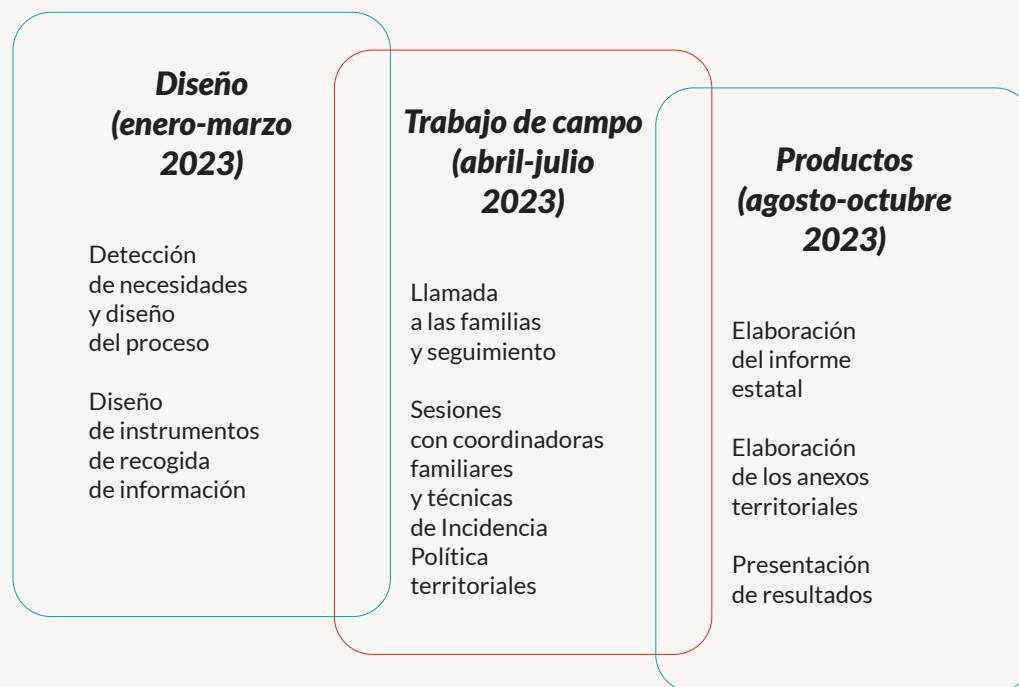 Diseño
(enero-marzo
2023)
Detección
de necesidades
y diseño
del proceso
Diseño
de instrumentos
de recogida
de información
Trabajo de campo
(abril-julio
2023)
Llamada
a las familias
y seguimiento
Sesiones
con coordinadoras
familiares
y técnicas
de Incidencia
Política
territoriales
Productos
(agosto-octubre
2023)
Elaboración
del informe
estatal
Elaboración
de los anexos
territoriales
Presentación
de resultados